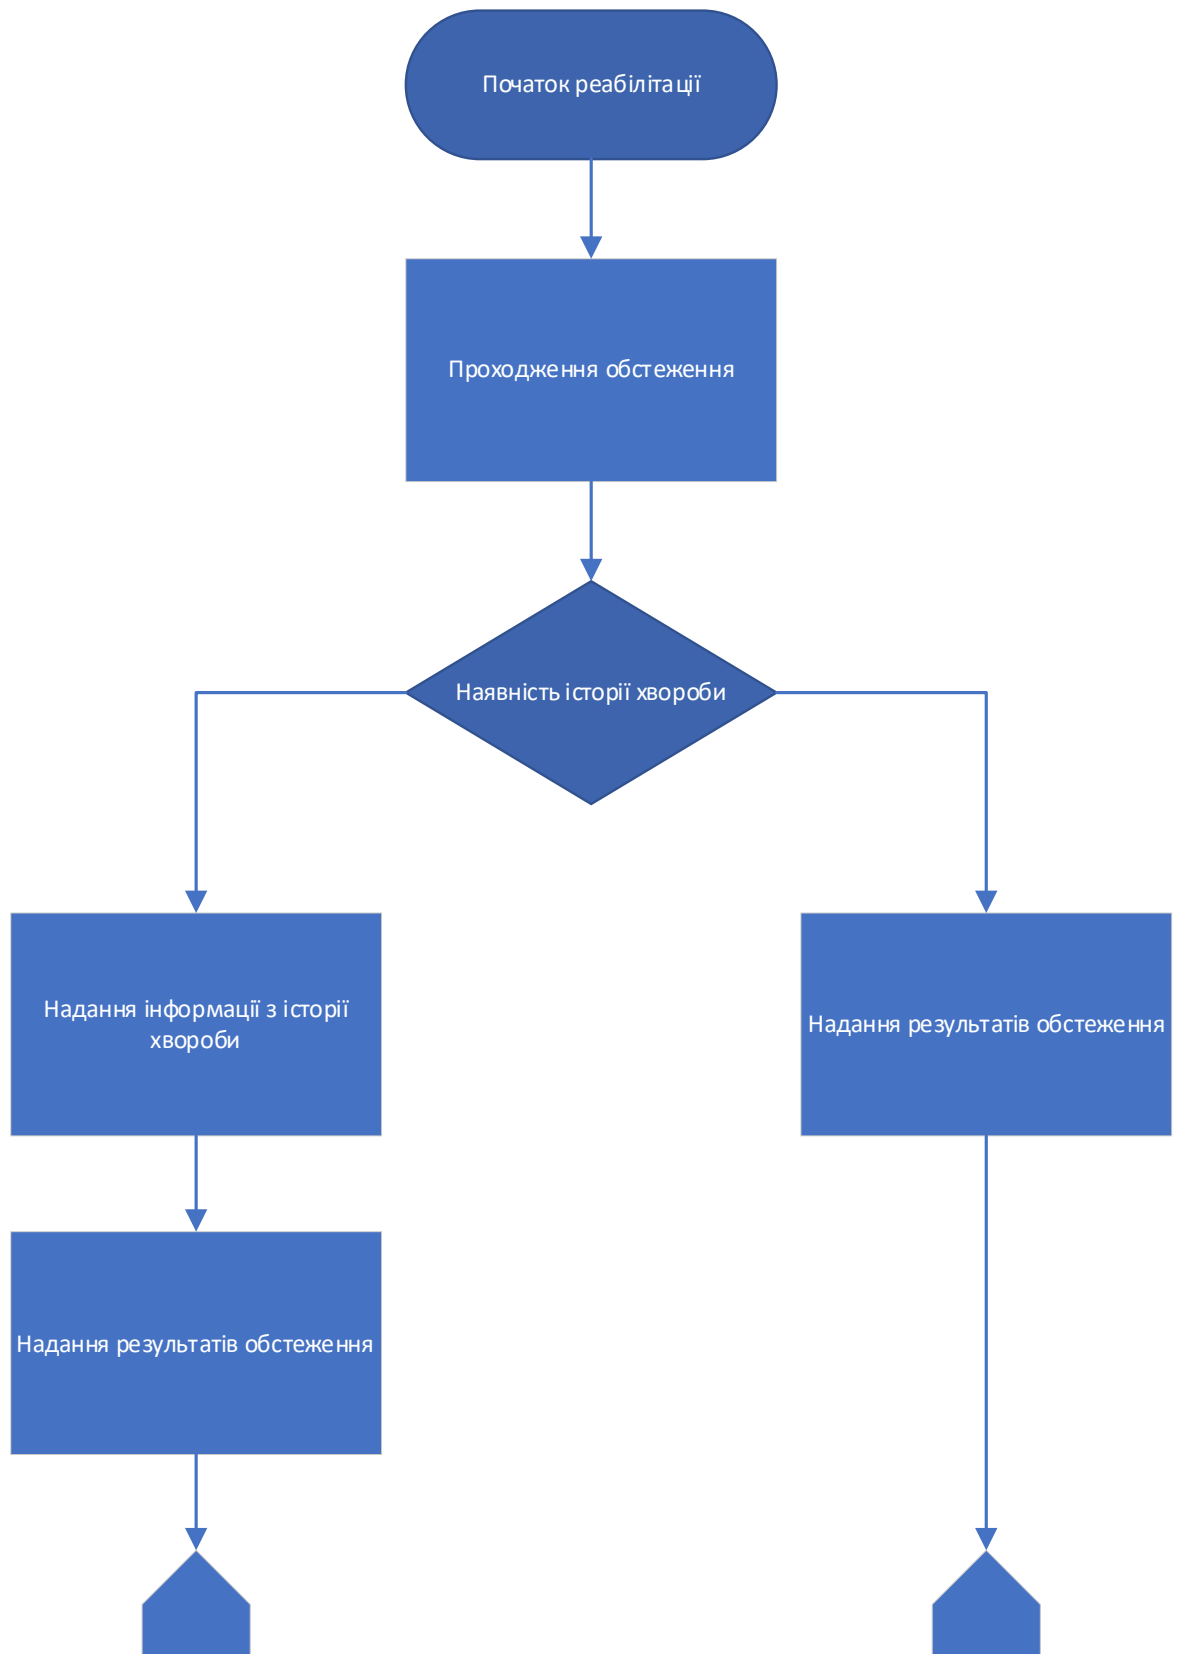 Початок реабілітації
Проходження обстеження
Наявність історії хвороби
Надання інформації з історії
хвороби
Надання результатів обстеження
Надання результатів обстеження